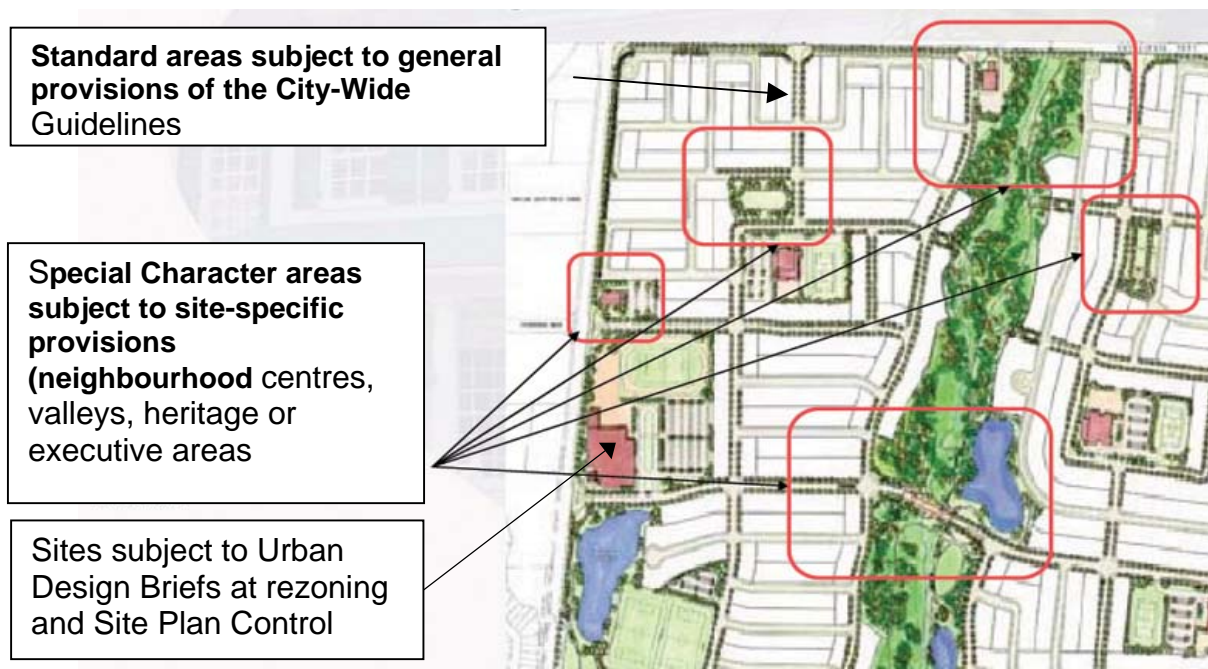 Standard areas subject to general
provisions of the City-Wide
Guidelines
Special Character areas
subject to site-specific
provisions
(neighbourhood centres,
valleys, heritage or
executive areas
Sites subject to Urban
Design Briefs at rezoning
and Site Plan Control